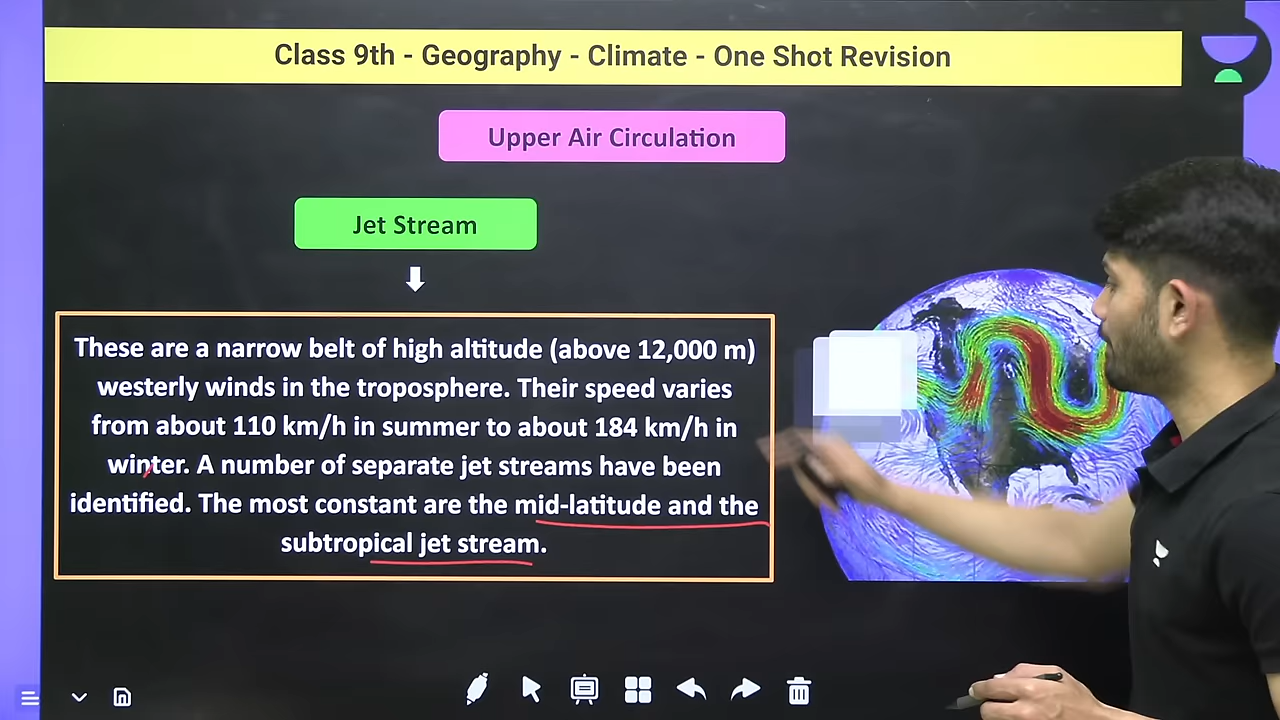 Class 9th - Geography - Climate - One Shot Revision
Upper Air Circulation
Jet Stream
These are a narrow belt of high altitude (above 12,000 m)
westerly winds in the troposphere. Their speed varies
from about 110 km/h in summer to about 184 km/h in
winter. A number of separate jet streams have been
identified. The most constant are the mid-latitude and the
subtropical jet stream.